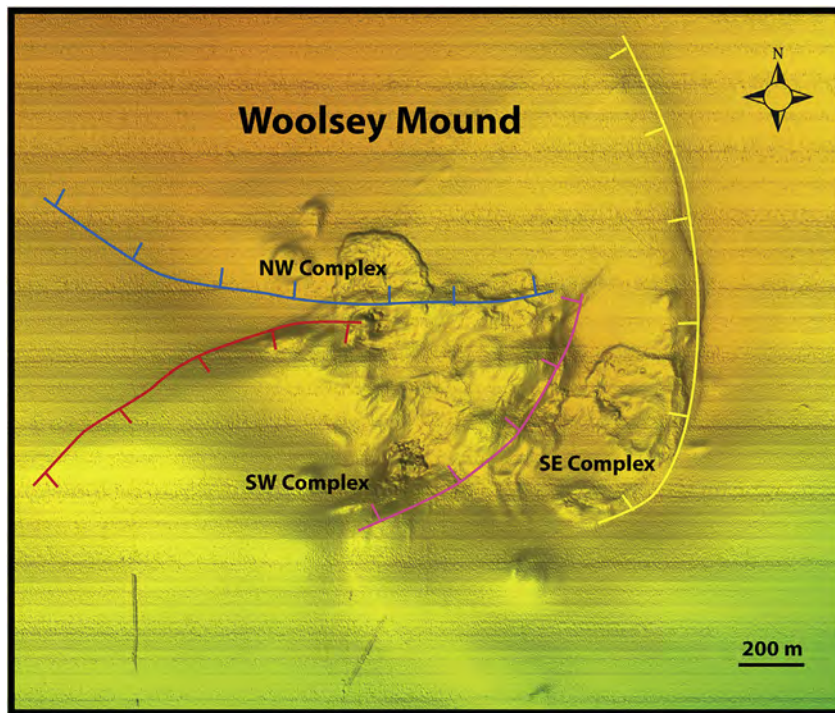 N
Woolsey Mound
NW Complex
SW Complex
SE Complex
200 m